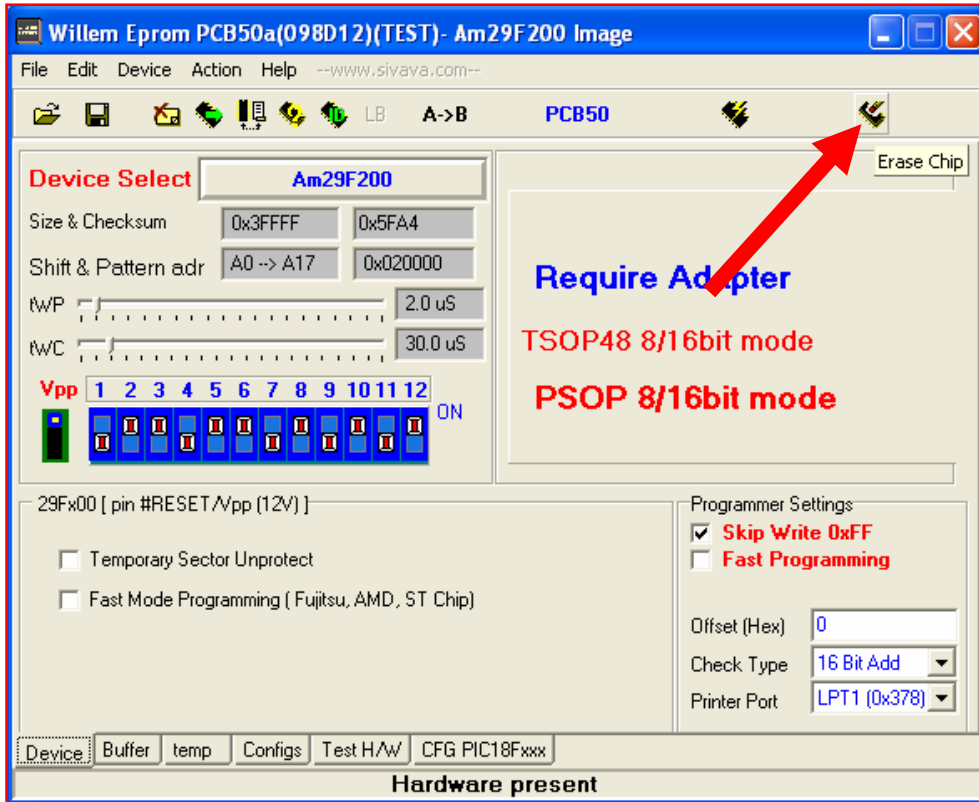 Willem Eprom PCB50a(098D12)(TEST)- Am29F200 Image
File Edit Device Action Help --www.sivava.com--
ID LB A->B PCB50
Erase Chip
Device Select Am29F200
Size & Checksum 0x3FFFF 0x5FA4
Shift & Pattern adr A0 --> A17 0x020000
tWP 2.0 uS
tWC 30.0 uS
Vpp 1 2 3 4 5 6 7 8 9 10 11 12
ON
Require Adapter
TSOP48 8/16bit mode
PSOP 8/16bit mode
29Fx00 [ pin #RESET/Vpp (12V) ]
Temporary Sector Unprotect
Fast Mode Programming ( Fujitsu, AMD, ST Chip)
Programmer Settings
Skip Write 0xFF
Fast Programming
Offset (Hex) 0
Check Type 16 Bit Add
Printer Port LPT1 (0x378)
Device Buffer temp Configs Test H/W CFG PIC18Fxxx
Hardware present